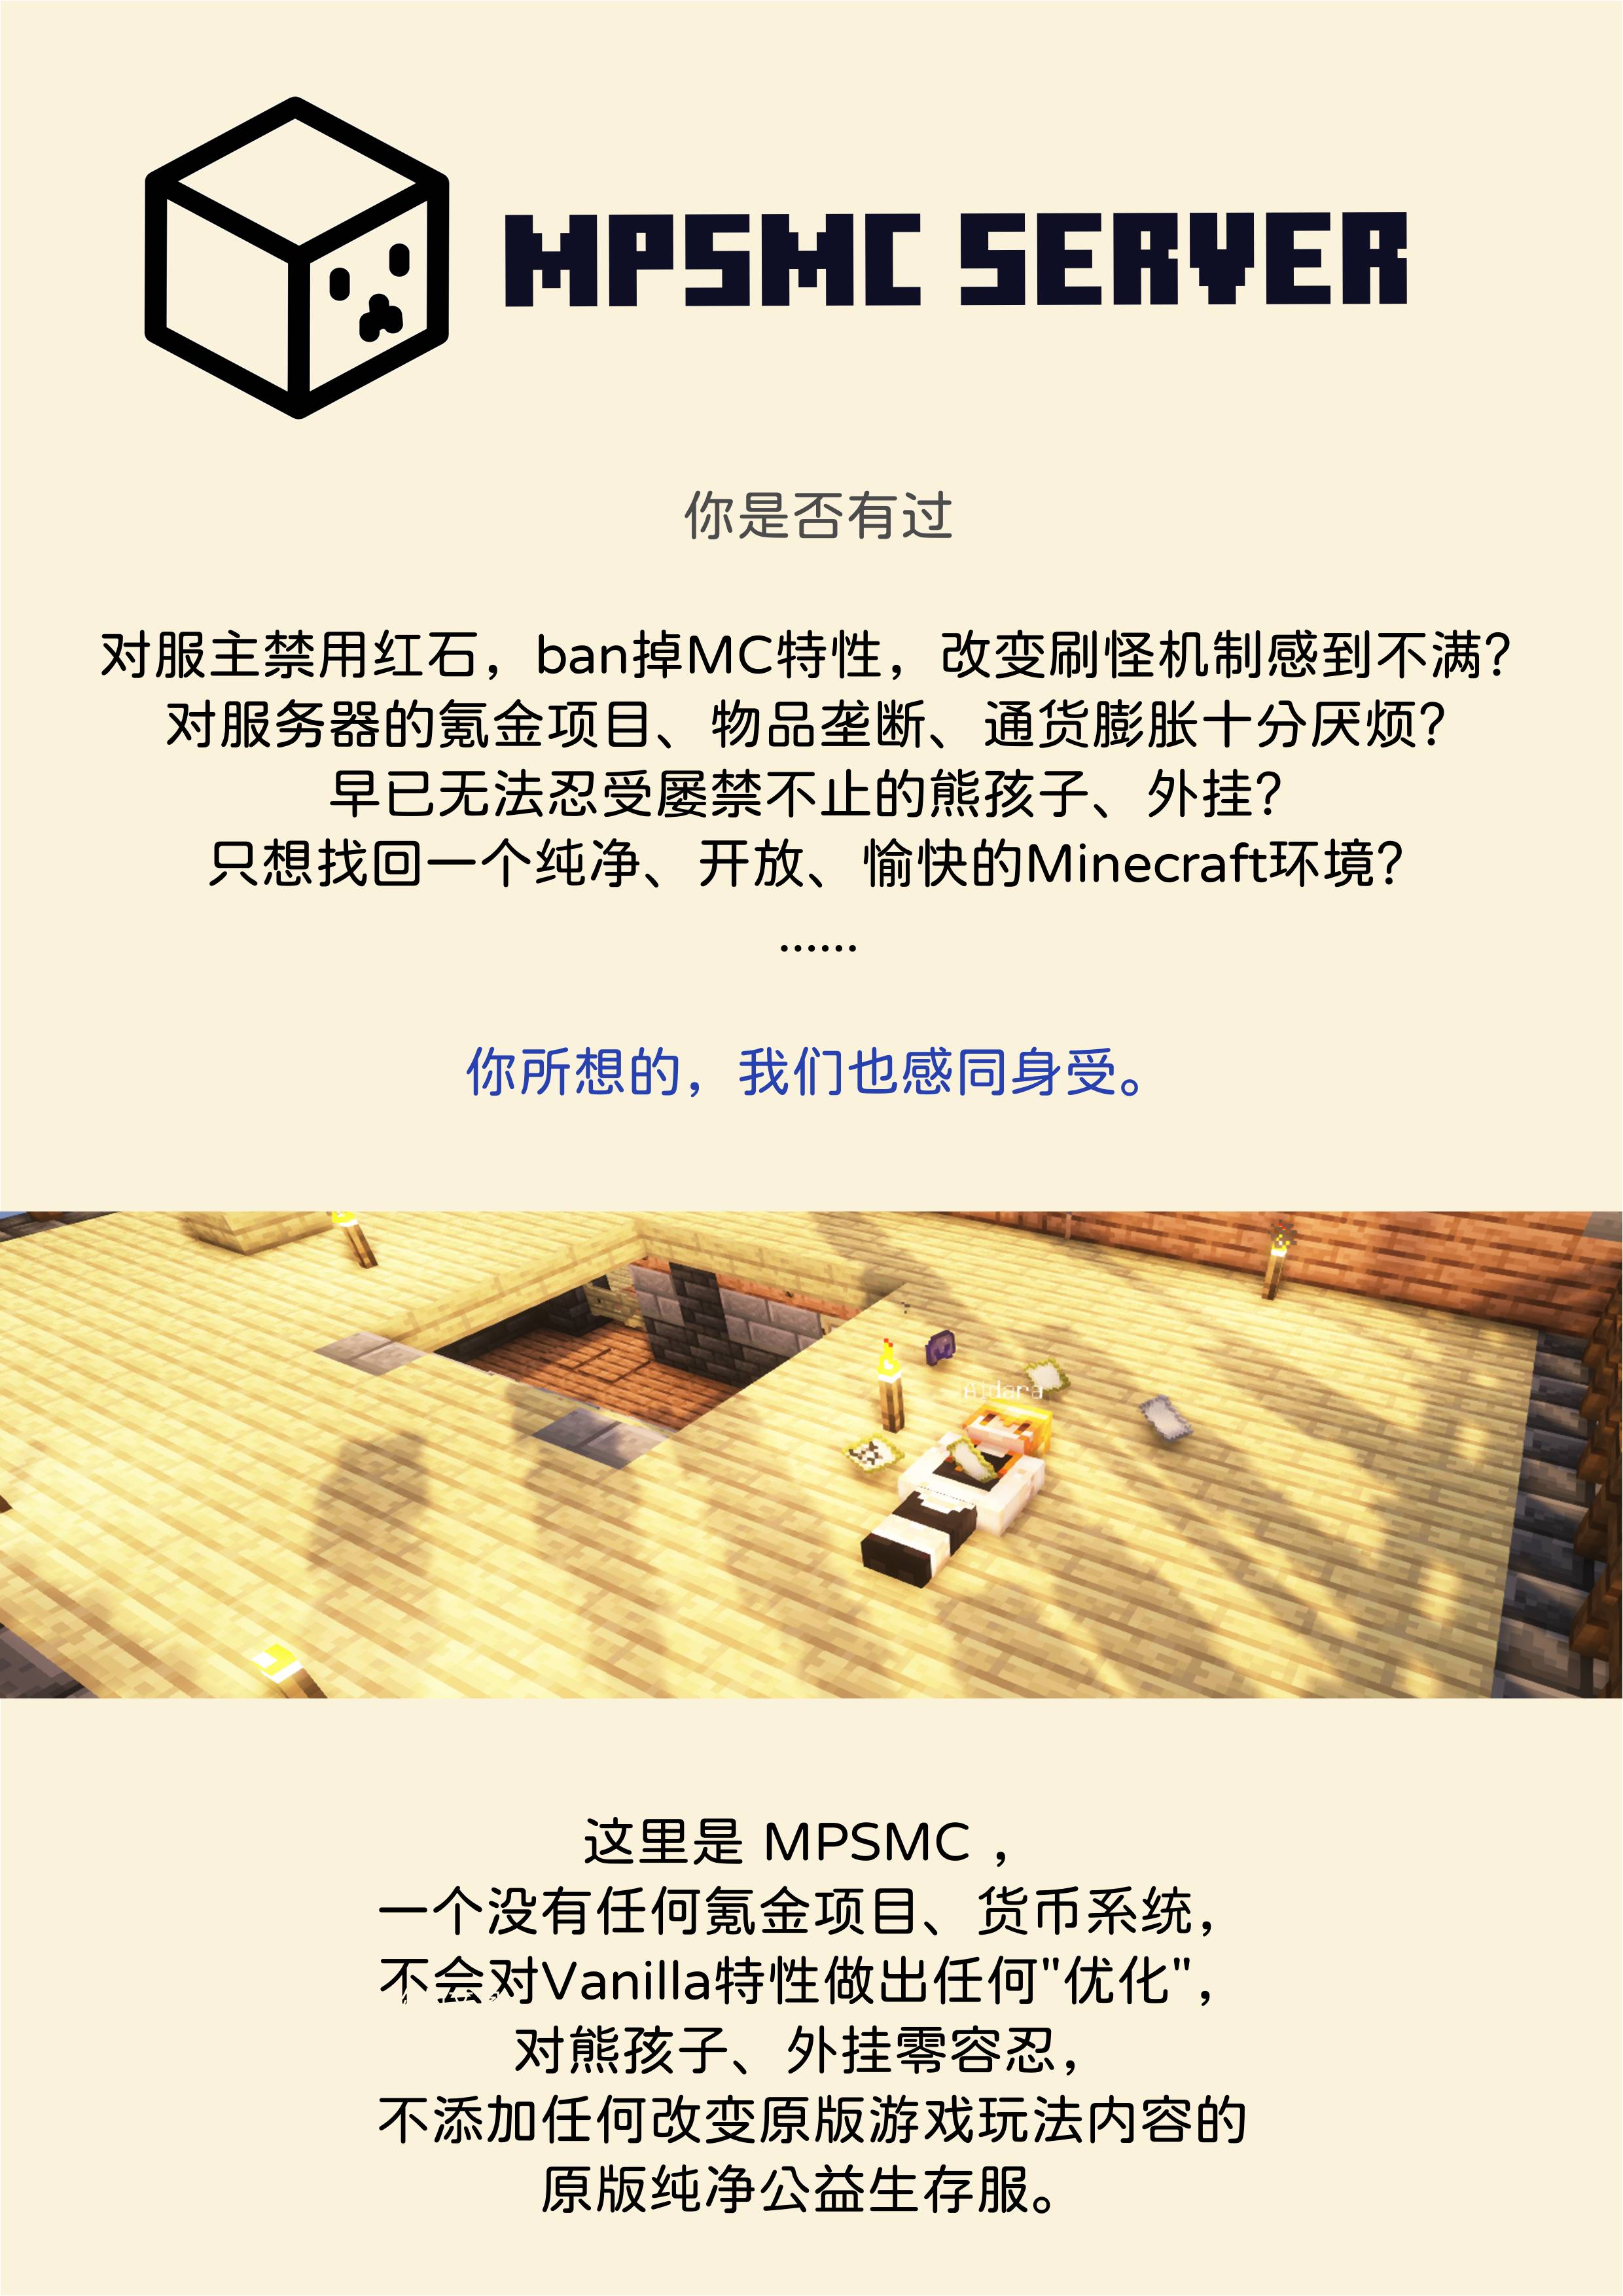 MPSMC SERVER
你是否有过
对服主禁用红石，ban掉MC特性，改变刷怪机制感到不满？
对服务器的氪金项目、物品垄断、通货膨胀十分厌烦？
早已无法忍受屡禁不止的熊孩子、外挂？
只想找回一个纯净、开放、愉快的Minecraft环境？
......
你所想的，我们也感同身受。
这里是 MPSMC ，
一个没有任何氪金项目、货币系统，
不会对Vanilla特性做出任何"优化"，
对熊孩子、外挂零容忍，
不添加任何改变原版游戏玩法内容的
原版纯净公益生存服。